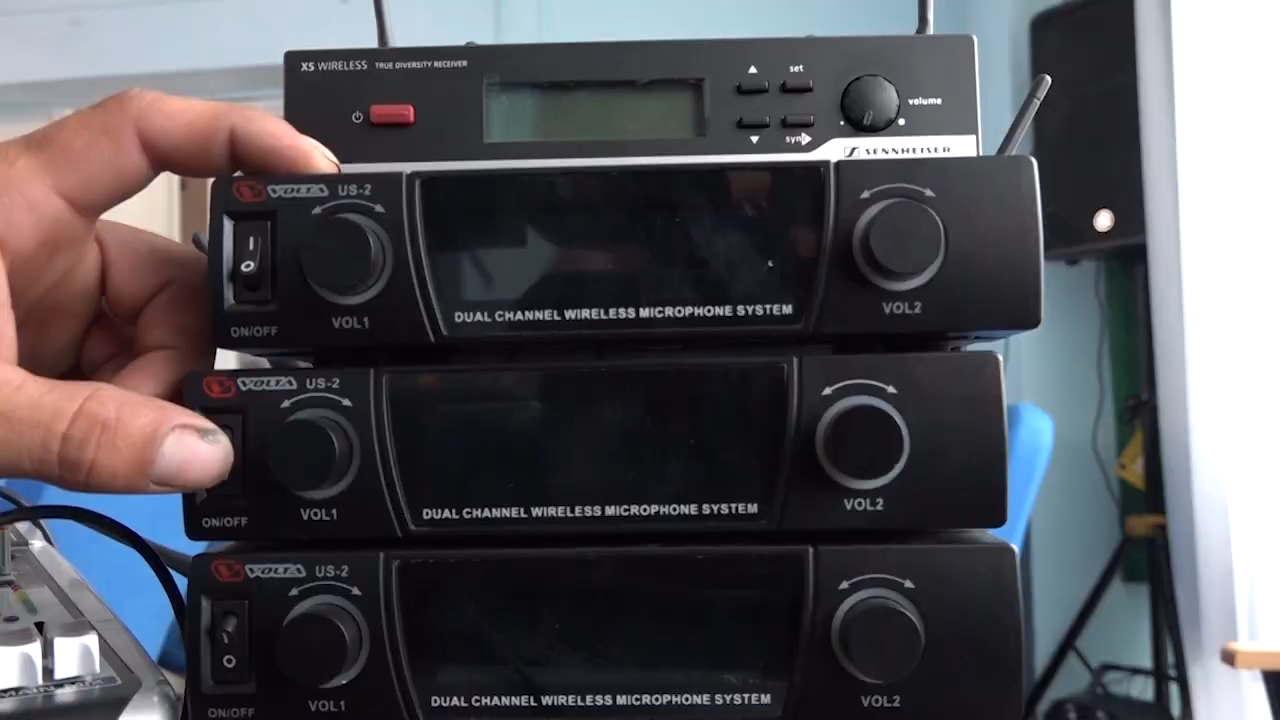 XS WIRELESS TRUE DIVERSITY RECEIVER
set
volume
sync
SENNHEISER
VOLTA US-2
ON/OFF
VOL1
DUAL CHANNEL WIRELESS MICROPHONE SYSTEM
VOL2
VOLTA US-2
ON/OFF
VOL1
DUAL CHANNEL WIRELESS MICROPHONE SYSTEM
VOL2
VOLTA US-2
ON/OFF
VOL1
DUAL CHANNEL WIRELESS MICROPHONE SYSTEM
VOL2
MAIN MIX